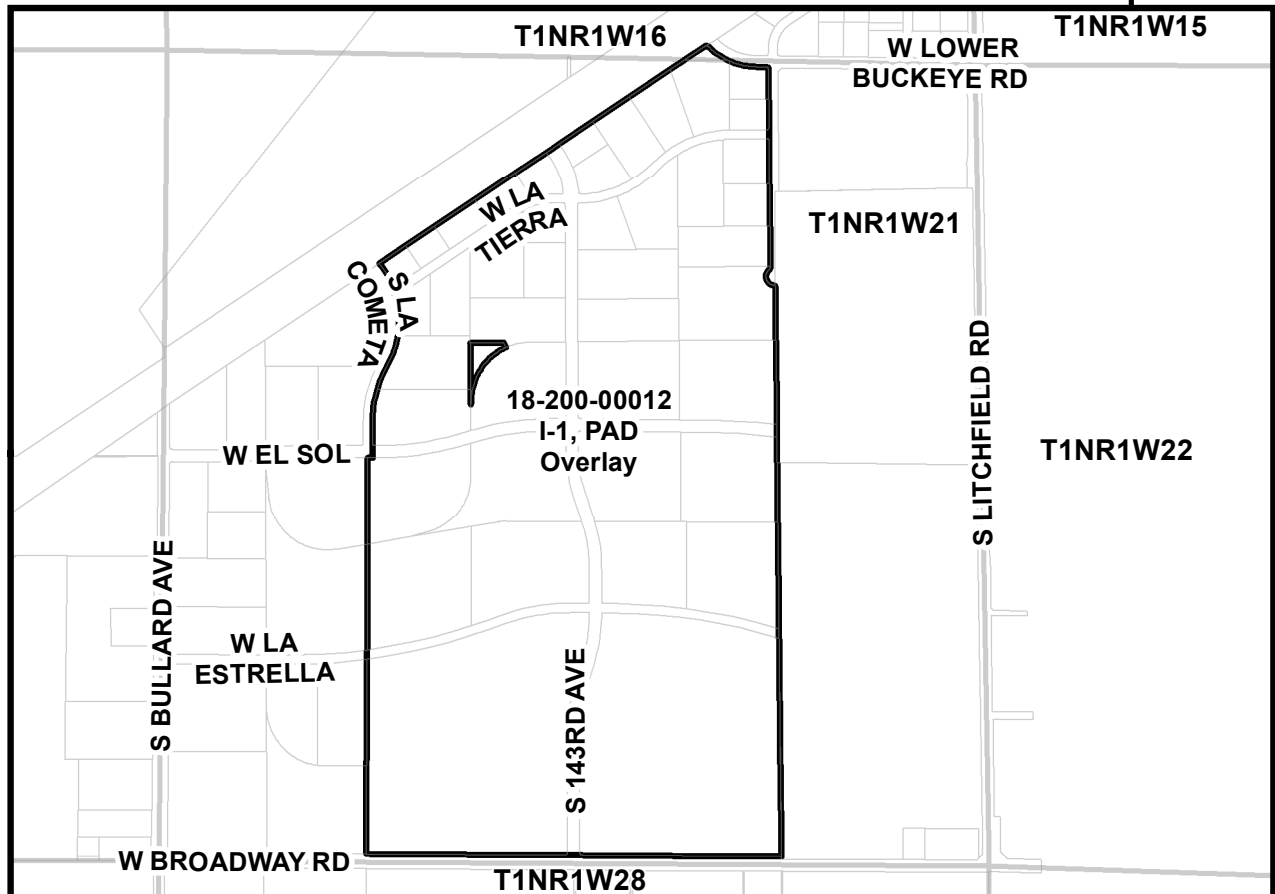 T1NR1W16
T1NR1W15
W LOWER
BUCKEYE RD
W LA
TIERRA
T1NR1W21
S LA
COMETA
18-200-00012
I-1, PAD
Overlay
W EL SOL
S LITCHFIELD RD
T1NR1W22
S BULLARD AVE
W LA
ESTRELLA
S 143RD AVE
W BROADWAY RD
T1NR1W28